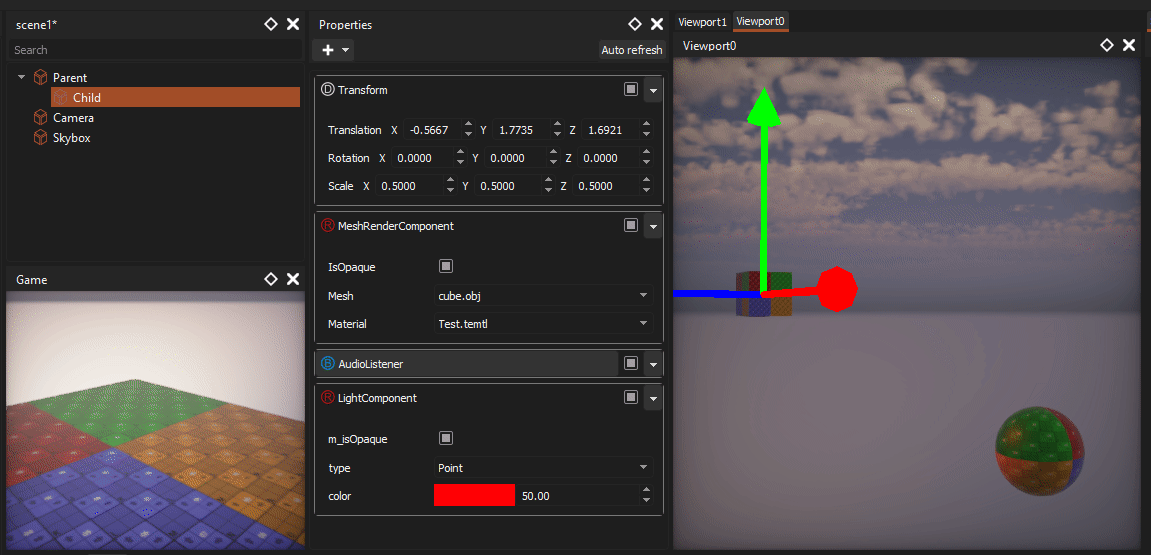 scene1*
Search
Parent
Child
Camera
Skybox
Game
Properties
Auto refresh
D Transform
Translation X -0.5667 Y 1.7735 Z 1.6921
Rotation X 0.0000 Y 0.0000 Z 0.0000
Scale X 0.5000 Y 0.5000 Z 0.5000
R MeshRenderComponent
IsOpaque
Mesh cube.obj
Material Test.temtl
B AudioListener
R LightComponent
m_isOpaque
type Point
color 50.00
Viewport1 Viewport0
Viewport0